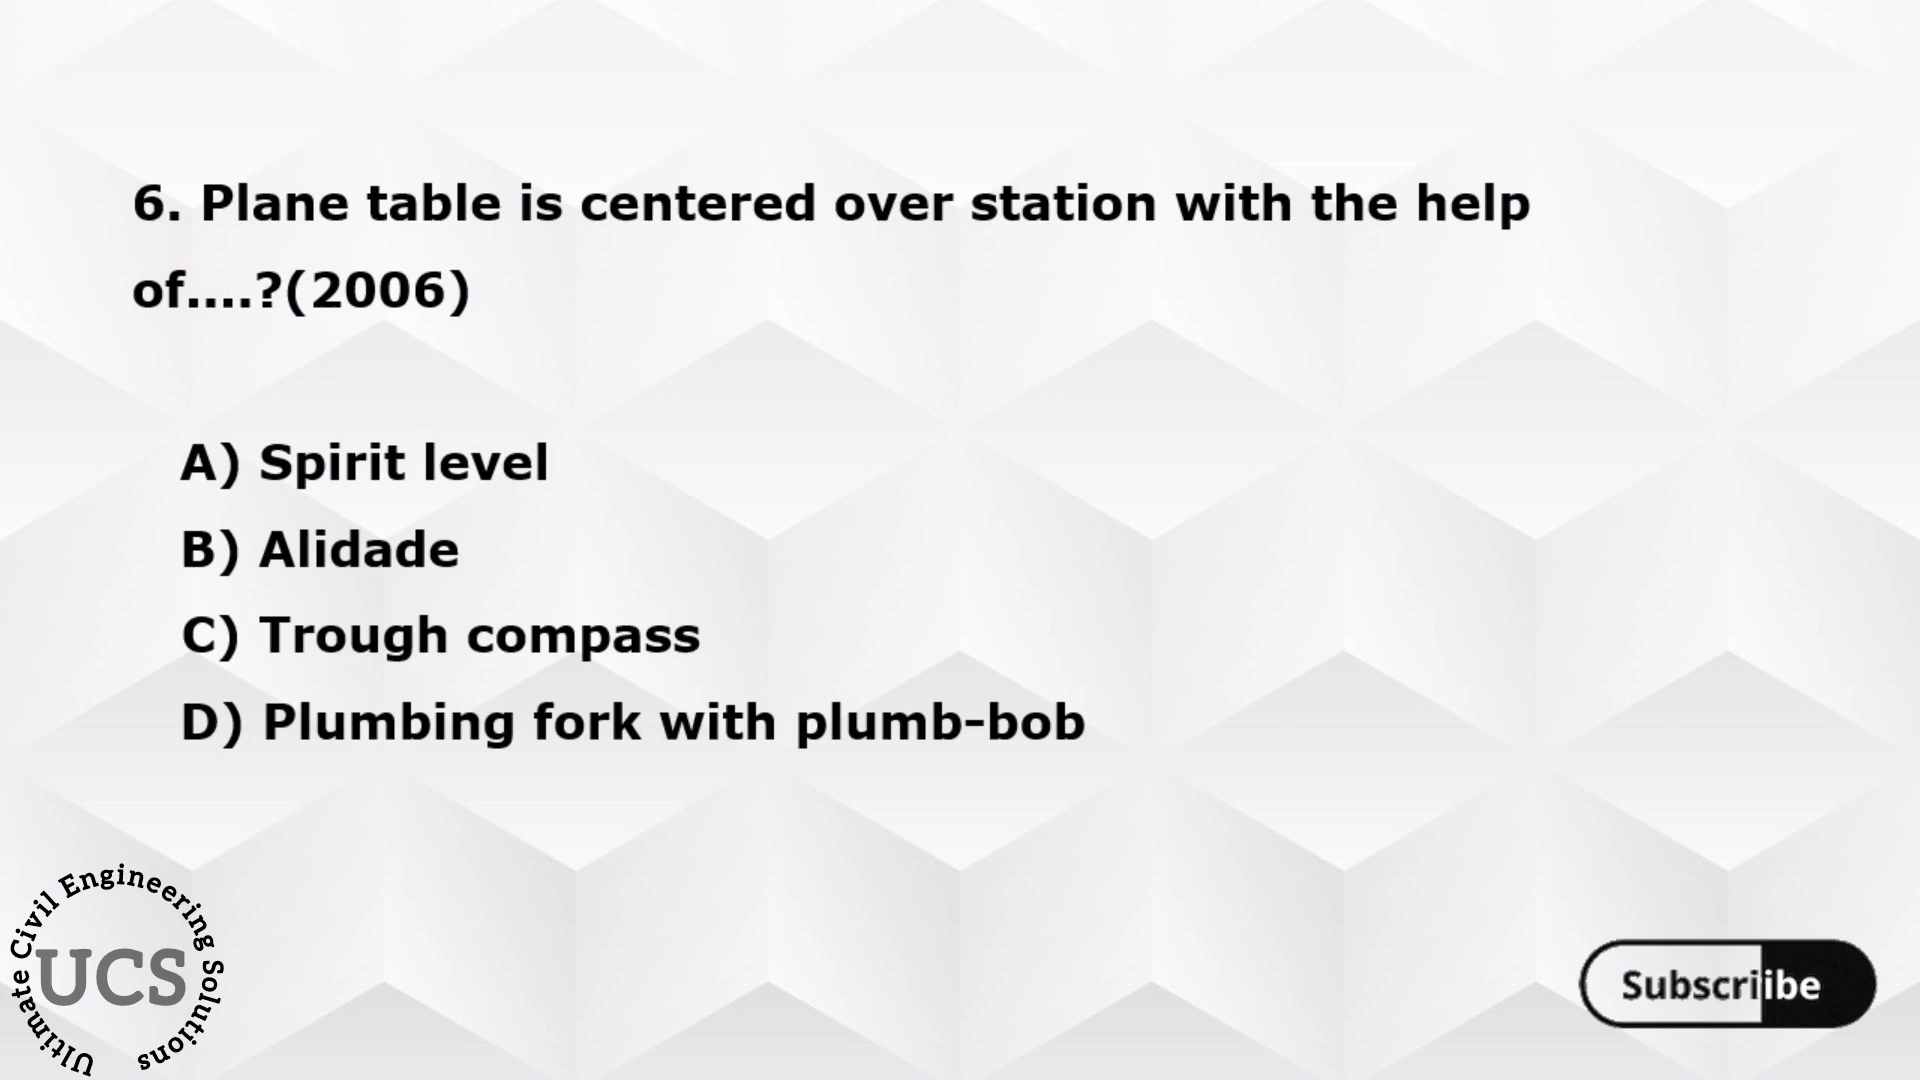 6. Plane table is centered over station with the help
of....?(2006)
A) Spirit level
B) Alidade
C) Trough compass
D) Plumbing fork with plumb-bob
Ultimate Civil Engineering Solutions
UCS
Subscriibe